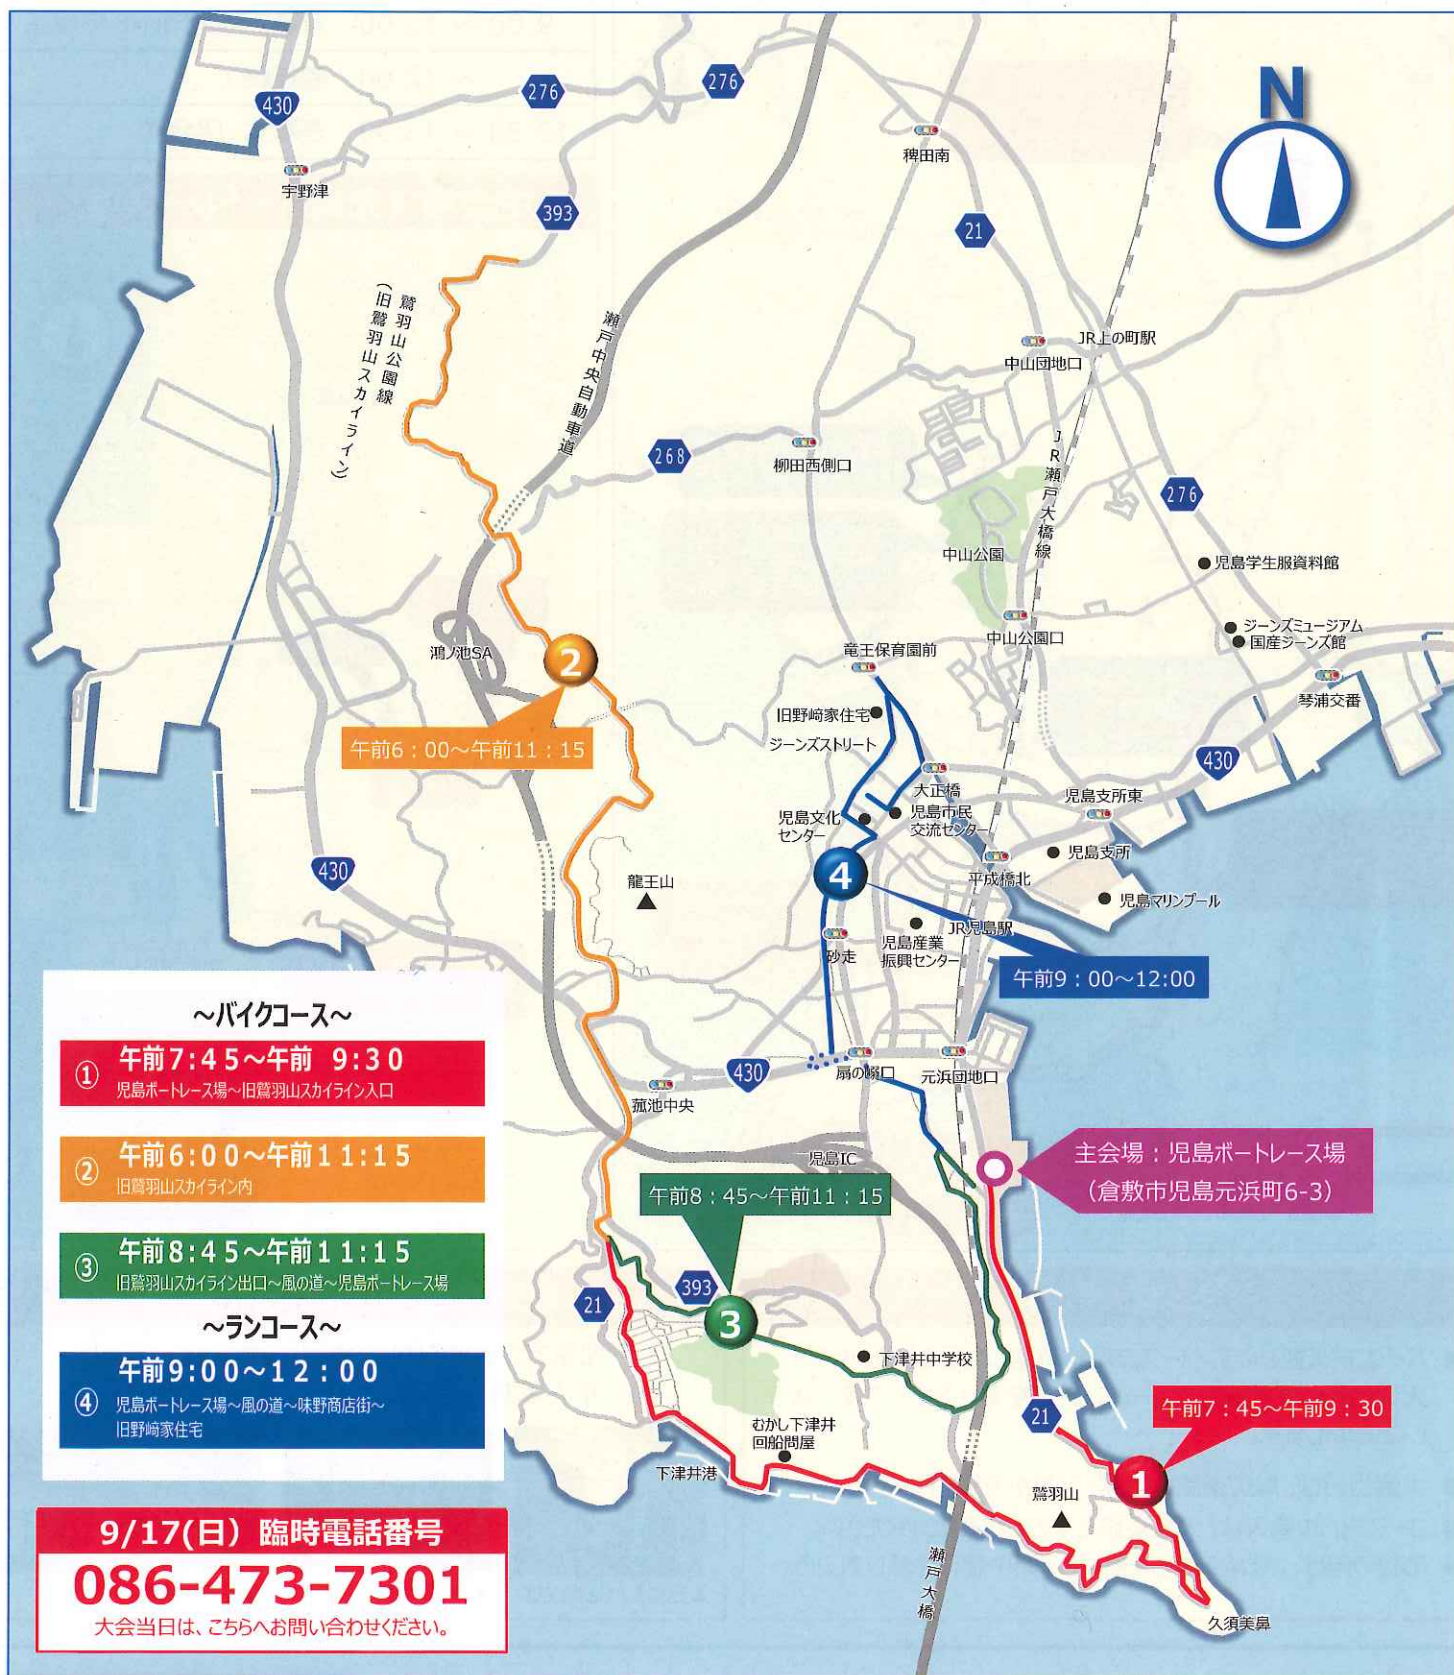 N
430
276
276
宇野津
稗田南
393
21
鷲羽山公園線
(旧鷲羽山スカイライン)
瀬戸中央自動車道
JR上の町駅
中山団地口
268
柳田西側口
JR瀬戸大橋線
276
中山公園
児島学生服資料館
中山公園口
ジーンズミュージアム
国産ジーンズ館
鴻ノ池SA
2
竜王保育園前
琴浦交番
旧野﨑家住宅
ジーンズストリート
午前6:00～午前11:15
430
大正橋
児島支所東
児島文化
センター
児島市民
交流センター
430
4
平成橋北
児島支所
龍王山
児島マリンプール
砂走
児島産業
振興センター
JR児島駅
午前9:00～12:00
～バイクコース～
① 午前7:45～午前 9:30
児島ボートレース場～旧鷲羽山スカイライン入口
② 午前6:00～午前11:15
旧鷲羽山スカイライン内
③ 午前8:45～午前11:15
旧鷲羽山スカイライン出口～風の道～児島ボートレース場
～ランコース～
④ 午前9:00～12:00
児島ボートレース場～風の道～味野商店街～
旧野﨑家住宅
430
扇の嵶口
元浜団地口
菰池中央
児島IC
主会場:児島ボートレース場
(倉敷市児島元浜町6-3)
午前8:45～午前11:15
393
21
3
下津井中学校
21
午前7:45～午前9:30
むかし下津井
回船問屋
下津井港
1
鷲羽山
瀬戸大橋
久須美鼻
9/17(日) 臨時電話番号
086-473-7301
大会当日は、こちらへお問い合わせください。